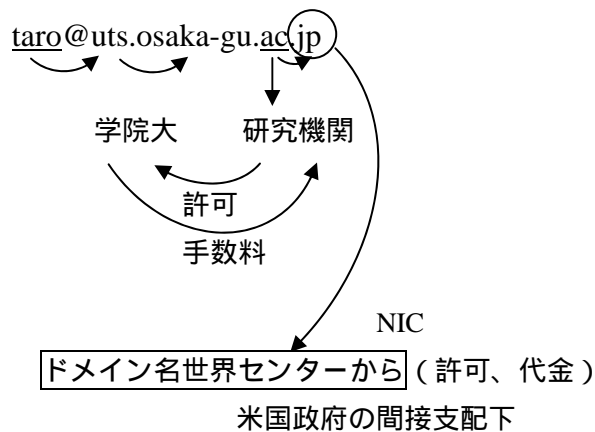 taro@uts.osaka-gu.ac.jp
学院大 研究機関
許可
手数料
NIC
ドメイン名世界センターから（許可、代金）
米国政府の間接支配下